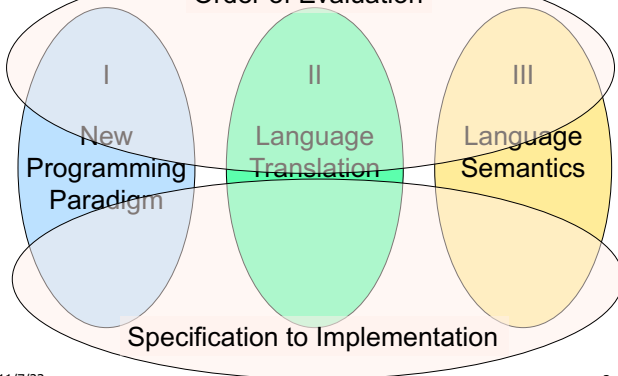 Order of Evaluation
I
II
III
New
Programming
Paradigm
Language
Translation
Language
Semantics
Specification to Implementation